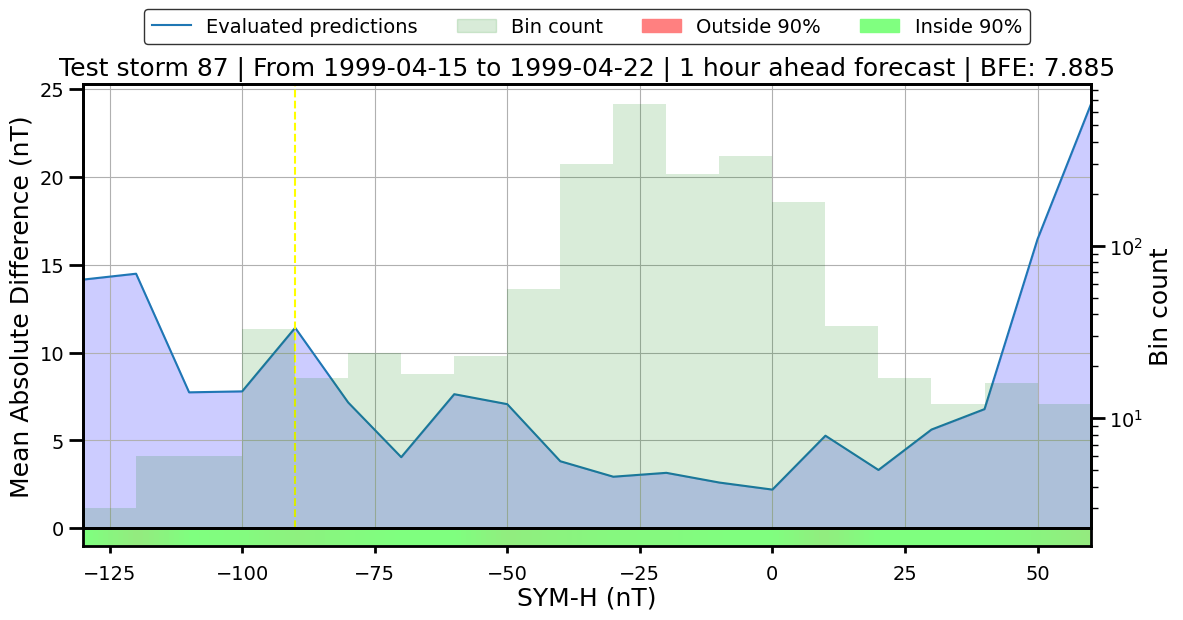 Evaluated predictions Bin count Outside 90% Inside 90%
Test storm 87 | From 1999-04-15 to 1999-04-22 | 1 hour ahead forecast | BFE: 7.885
Mean Absolute Difference (nT)
25
20
15
10
5
0
10²
10¹
Bin count
−125 −100 −75 −50 −25 0 25 50
SYM-H (nT)